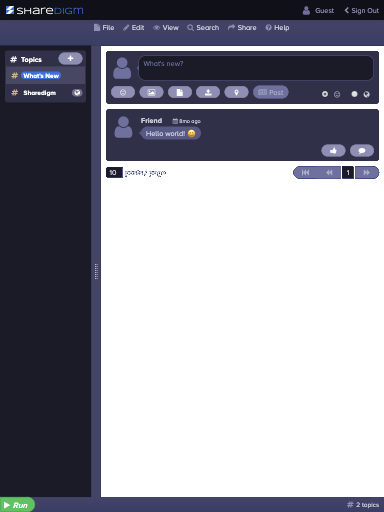 SHAREDIGM
Guest Sign Out
File Edit View Search Share Help
# Topics
# What's New
# Sharedigm
What's new?
Post
Friend 8mo ago
Hello world! 😀
10
1
Run
# 2 topics